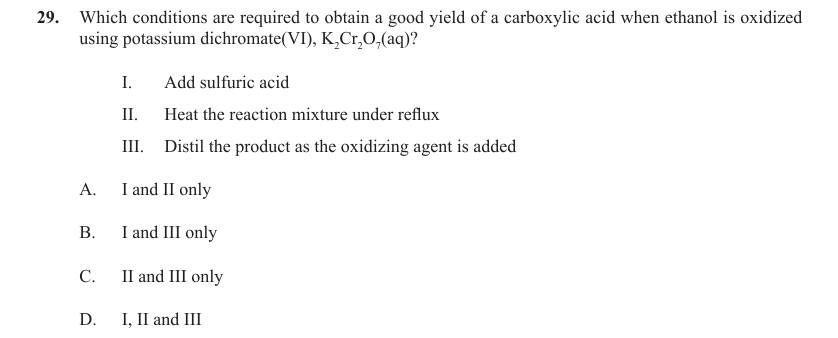 29. Which conditions are required to obtain a good yield of a carboxylic acid when ethanol is oxidized
using potassium dichromate(VI), K₂Cr₂O₇(aq)?
I. Add sulfuric acid
II. Heat the reaction mixture under reflux
III. Distil the product as the oxidizing agent is added
A. I and II only
B. I and III only
C. II and III only
D. I, II and III